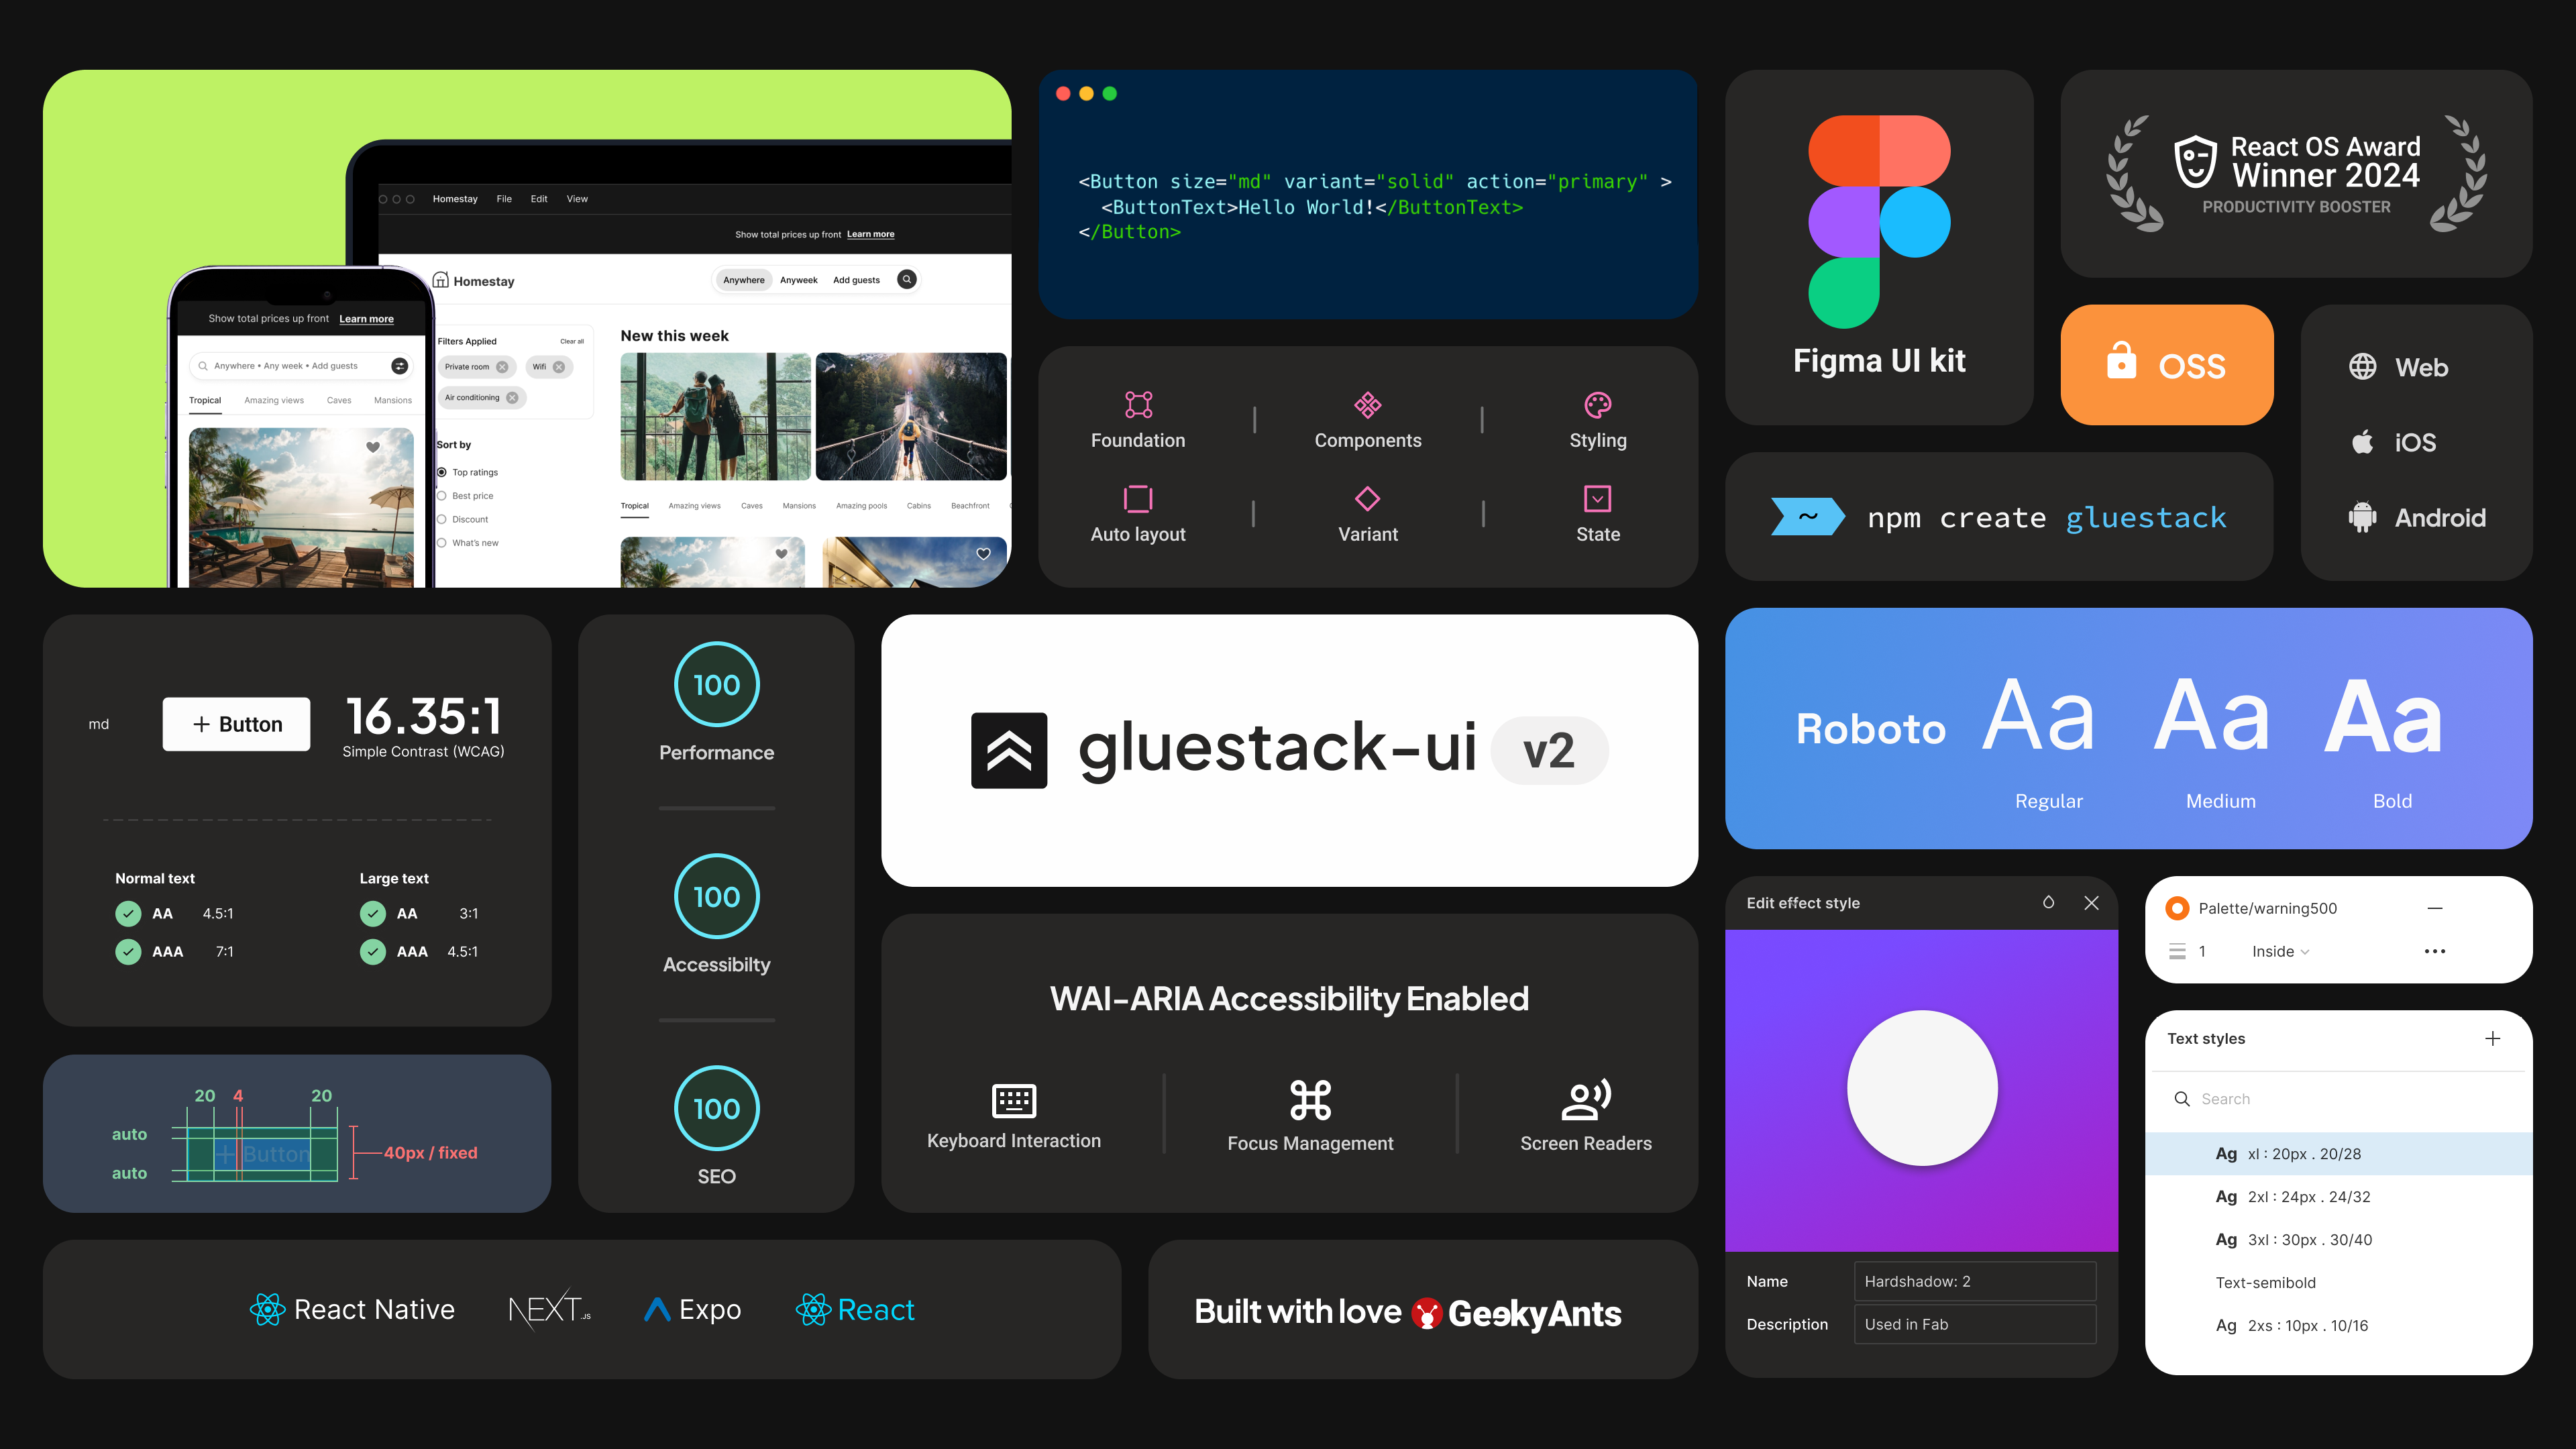 Homestay File Edit View
Show total prices up front Learn more
Homestay
Anywhere Anyweek Add guests
Filters Applied Clear all
Private room Wifi
Air conditioning
Sort by
Top ratings
Best price
Discount
What's new
New this week
Tropical Amazing views Caves Mansions Amazing pools Cabins Beachfront
Show total prices up front Learn more
Anywhere • Any week • Add guests
Tropical Amazing views Caves Mansions
<Button size="md" variant="solid" action="primary" >
<ButtonText>Hello World!</ButtonText>
</Button>
Foundation
Components
Styling
Auto layout
Variant
State
Figma UI kit
React OS Award
Winner 2024
PRODUCTIVITY BOOSTER
OSS
Web
iOS
Android
~ npm create gluestack
md
+ Button
16.35:1
Simple Contrast (WCAG)
Normal text
AA 4.5:1
AAA 7:1
Large text
AA 3:1
AAA 4.5:1
100
Performance
100
Accessibilty
100
SEO
gluestack-ui v2
Roboto
Aa Aa Aa
Regular Medium Bold
WAI-ARIA Accessibility Enabled
Keyboard Interaction
Focus Management
Screen Readers
20 4 20
auto
auto
+ Button
40px / fixed
Edit effect style
Name Hardshadow: 2
Description Used in Fab
Palette/warning500
1 Inside
Text styles
Search
Ag xl : 20px . 20/28
Ag 2xl : 24px . 24/32
Ag 3xl : 30px . 30/40
Text-semibold
Ag 2xs : 10px . 10/16
React Native
NEXT.JS
Expo
React
Built with love GeekyAnts